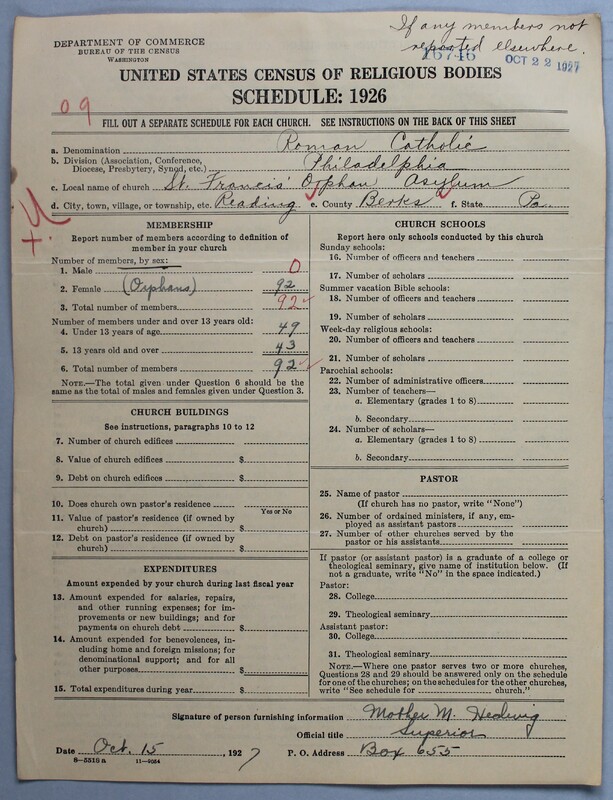 If any members not
reported elsewhere.
DEPARTMENT OF COMMERCE
BUREAU OF THE CENSUS
WASHINGTON
16746 OCT 22 1927
UNITED STATES CENSUS OF RELIGIOUS BODIES
SCHEDULE: 1926
09
FILL OUT A SEPARATE SCHEDULE FOR EACH CHURCH. SEE INSTRUCTIONS ON THE BACK OF THIS SHEET
a. Denomination Roman Catholic
b. Division (Association, Conference, Diocese, Presbytery, Synod, etc.) Philadelphia
c. Local name of church St. Francis' Orphan Asylum
d. City, town, village, or township, etc. Reading e. County Berks f. State Pa.
MEMBERSHIP
Report number of members according to definition of
member in your church
Number of members, by sex:
1. Male 0
2. Female (Orphans) 92
3. Total number of members 92
Number of members under and over 13 years old:
4. Under 13 years of age 49
5. 13 years old and over 43
6. Total number of members 92
NOTE.—The total given under Question 6 should be the
same as the total of males and females given under Question 3.
CHURCH BUILDINGS
See instructions, paragraphs 10 to 12
7. Number of church edifices
8. Value of church edifices $
9. Debt on church edifices $
10. Does church own pastor's residence
Yes or No
11. Value of pastor's residence (if owned by
church) $
12. Debt on pastor's residence (if owned by
church) $
EXPENDITURES
Amount expended by your church during last fiscal year
13. Amount expended for salaries, repairs,
and other running expenses; for im-
provements or new buildings; and for
payments on church debt $
14. Amount expended for benevolences, in-
cluding home and foreign missions; for
denominational support; and for all
other purposes $
15. Total expenditures during year $
CHURCH SCHOOLS
Report here only schools conducted by this church
Sunday schools:
16. Number of officers and teachers
17. Number of scholars
Summer vacation Bible schools:
18. Number of officers and teachers
19. Number of scholars
Week-day religious schools:
20. Number of officers and teachers
21. Number of scholars
Parochial schools:
22. Number of administrative officers
23. Number of teachers—
a. Elementary (grades 1 to 8)
b. Secondary
24. Number of scholars—
a. Elementary (grades 1 to 8)
b. Secondary
PASTOR
25. Name of pastor
(If church has no pastor, write "None")
26. Number of ordained ministers, if any, em-
ployed as assistant pastors
27. Number of other churches served by the
pastor or his assistants
If pastor (or assistant pastor) is a graduate of a college or
theological seminary, give name of institution below. (If
not a graduate, write "No" in the space indicated.)
Pastor:
28. College
29. Theological seminary
Assistant pastor:
30. College
31. Theological seminary
NOTE.—Where one pastor serves two or more churches,
Questions 28 and 29 should be answered only on the schedule
for one of the churches; on the schedules for the other churches,
write "See schedule for church."
Signature of person furnishing information Mother M. Hedwig
Official title Superior
Date Oct. 15, 1927 P. O. Address Box 655
8—5519a 11—9054